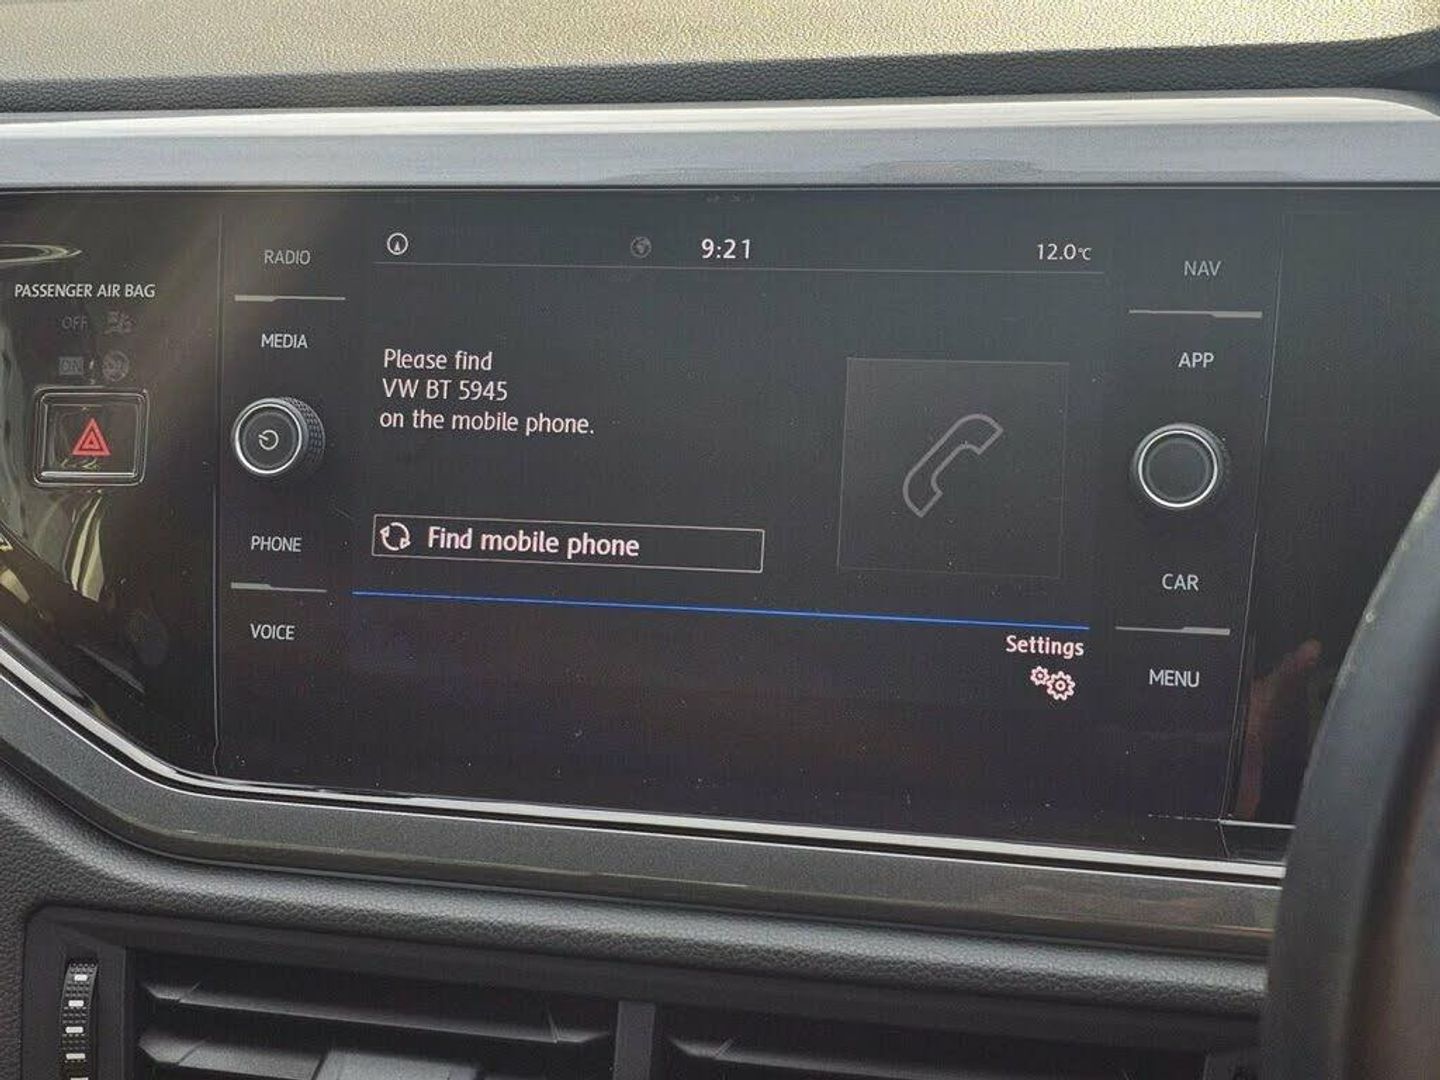 RADIO
9:21
12.0°C
NAV
PASSENGER AIR BAG
OFF
ON
MEDIA
APP
Please find
VW BT 5945
on the mobile phone.
Find mobile phone
PHONE
CAR
VOICE
Settings
MENU